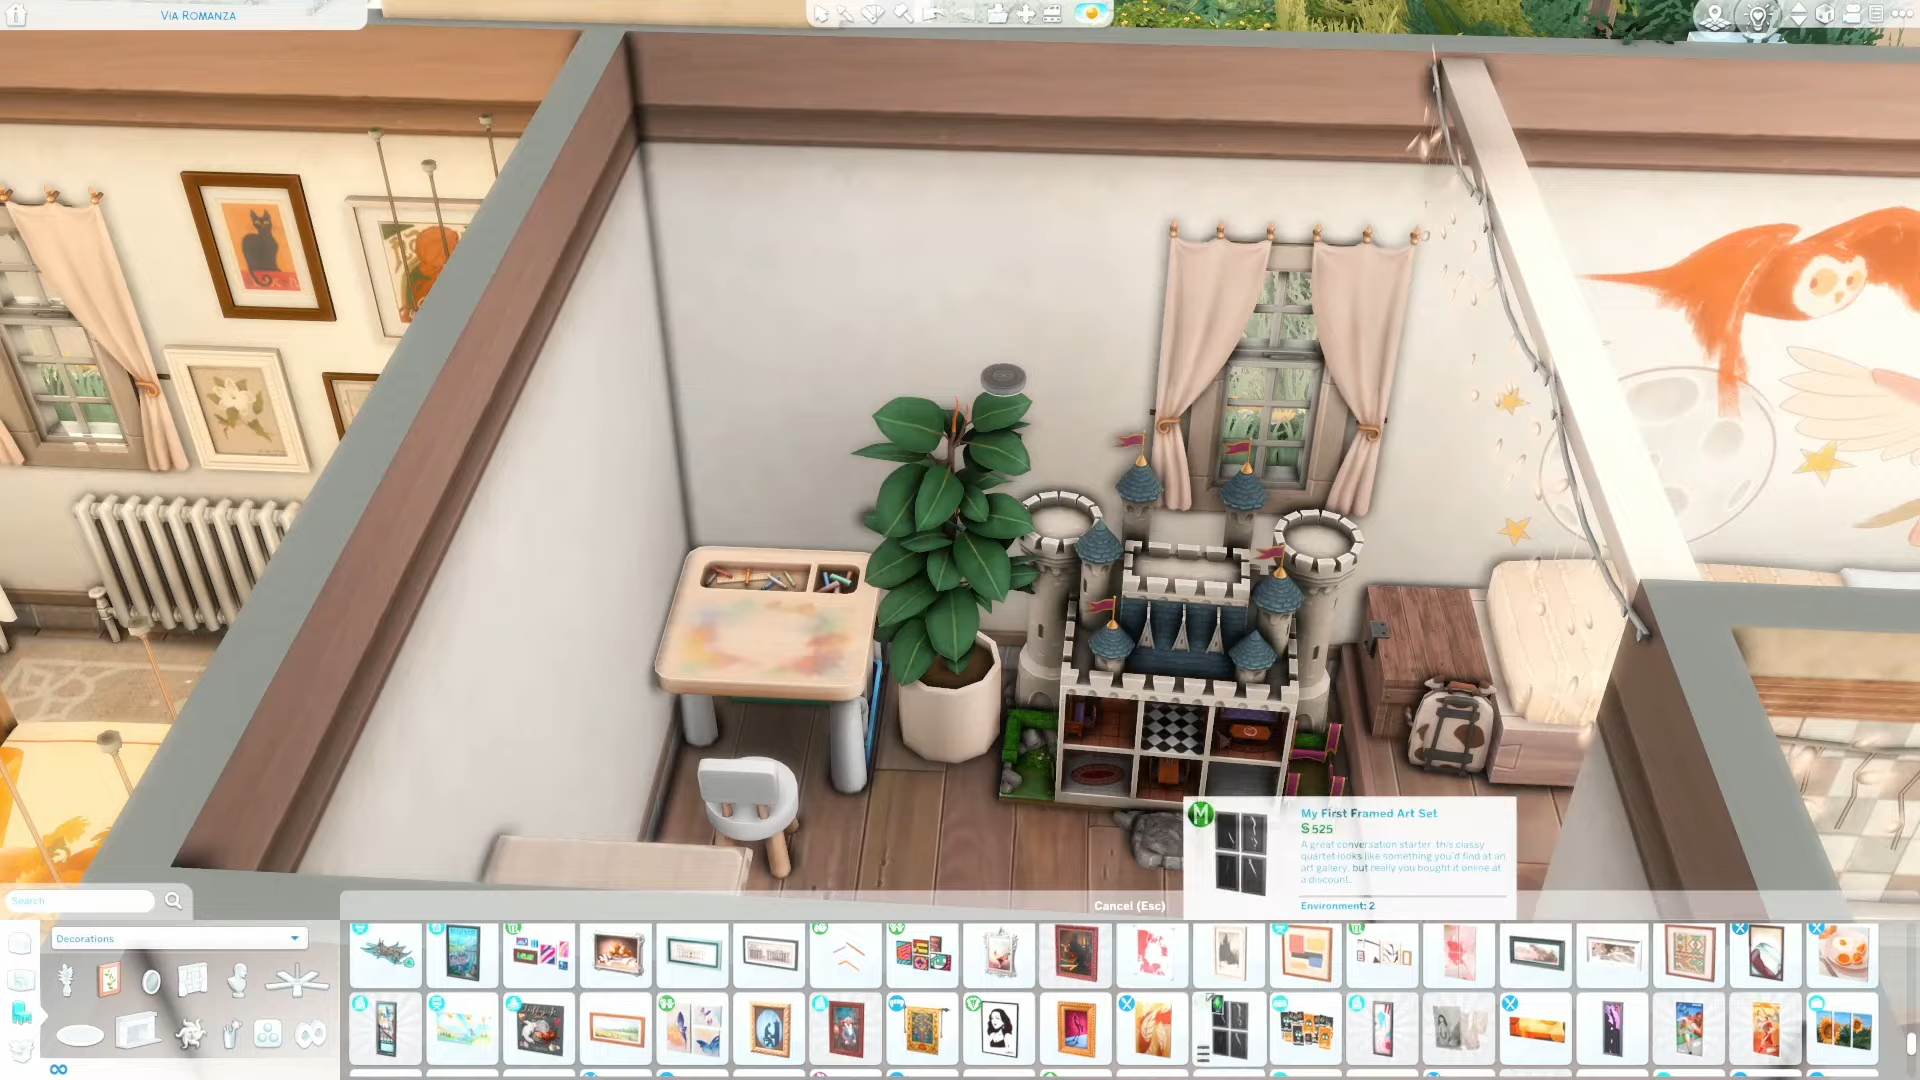 Via Romanza
My First Framed Art Set
§525
A great conversation starter, this classy
quartet looks like something you'd find at an
art gallery, but really you bought it online at
a discount.
Environment: 2
Cancel (Esc)
Search
Decorations